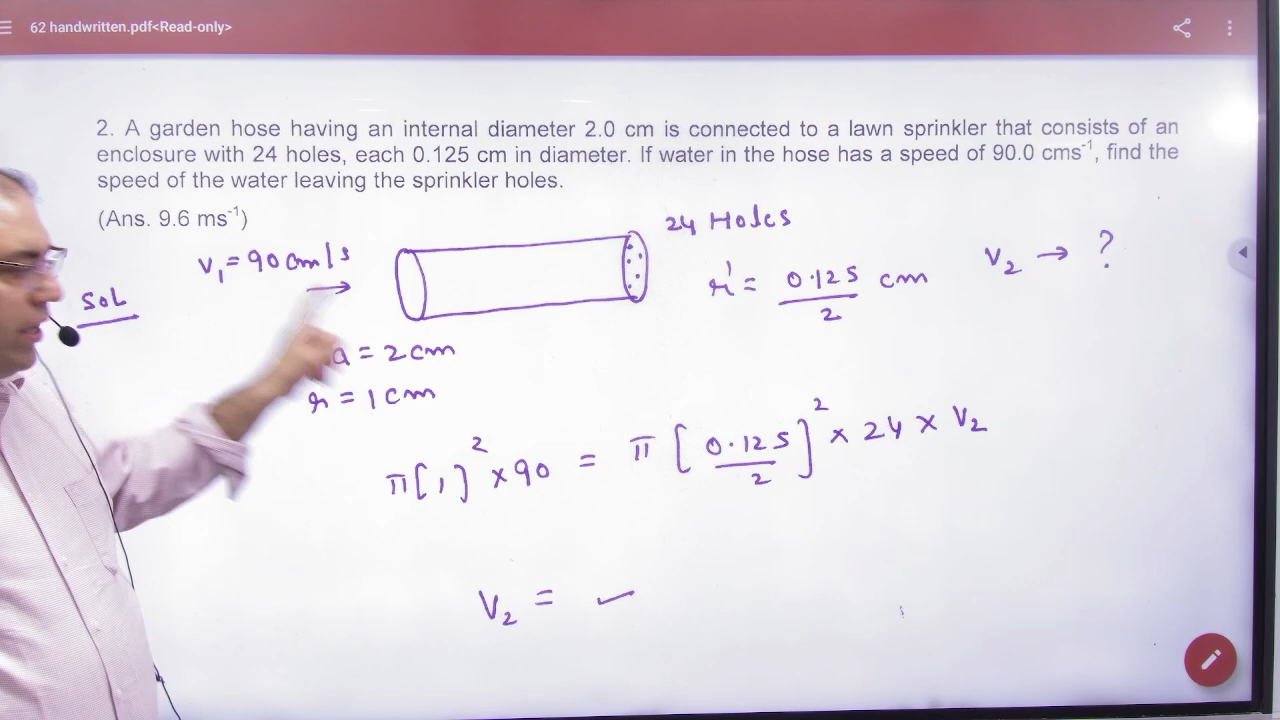 62 handwritten.pdf<Read-only>
2. A garden hose having an internal diameter 2.0 cm is connected to a lawn sprinkler that consists of an
enclosure with 24 holes, each 0.125 cm in diameter. If water in the hose has a speed of 90.0 cms⁻¹, find the
speed of the water leaving the sprinkler holes.
(Ans. 9.6 ms⁻¹)
24 Holes
V₁ = 90 cm/s
V₂ → ?
r' = 0.125/2 cm
SOL
= 2cm
r = 1cm
π[1]² × 90 = π[0.125/2]² × 24 × V₂
V₂ = ✓